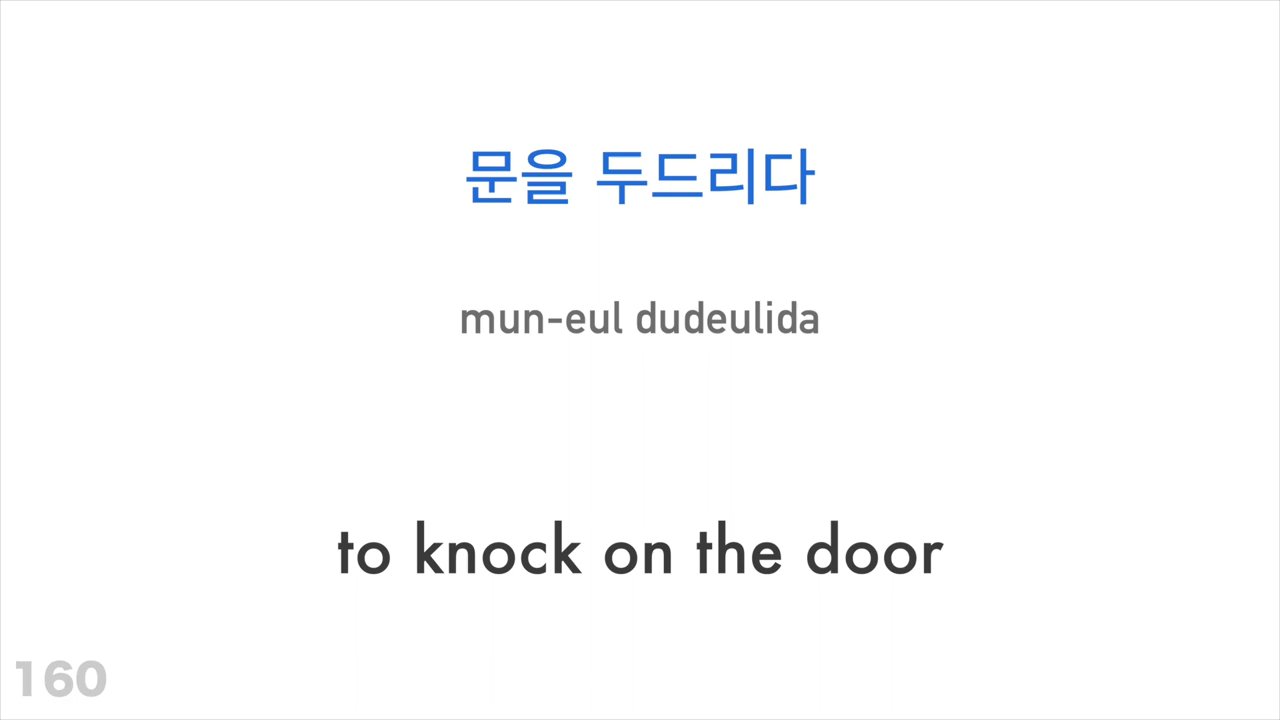 문을 두드리다
mun-eul dudeulida
to knock on the door
160